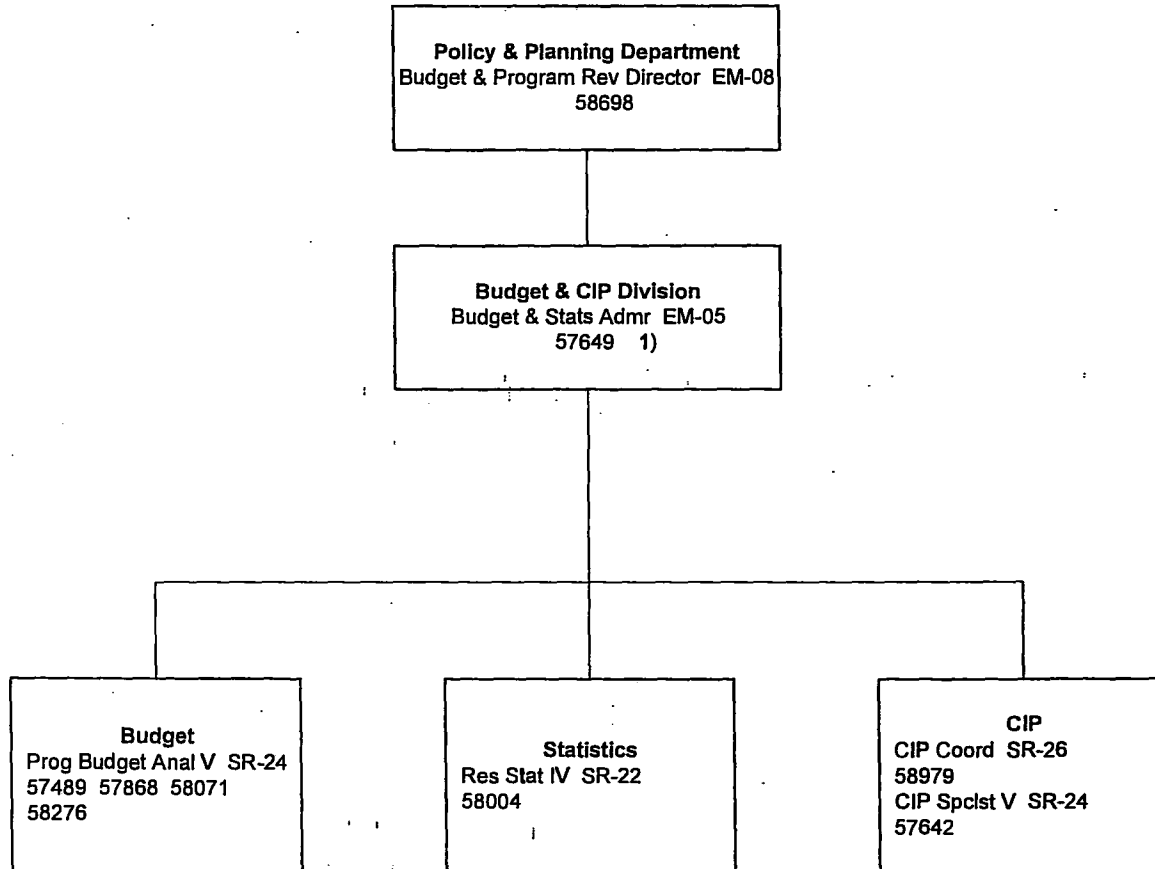 Policy & Planning Department
Budget & Program Rev Director EM-08
58698
Budget & CIP Division
Budget & Stats Admr EM-05
57649 1)
Budget
Prog Budget Anal V SR-24
57489 57868 58071
58276
Statistics
Res Stat IV SR-22
58004
CIP
CIP Coord SR-26
58979
CIP Spclst V SR-24
57642